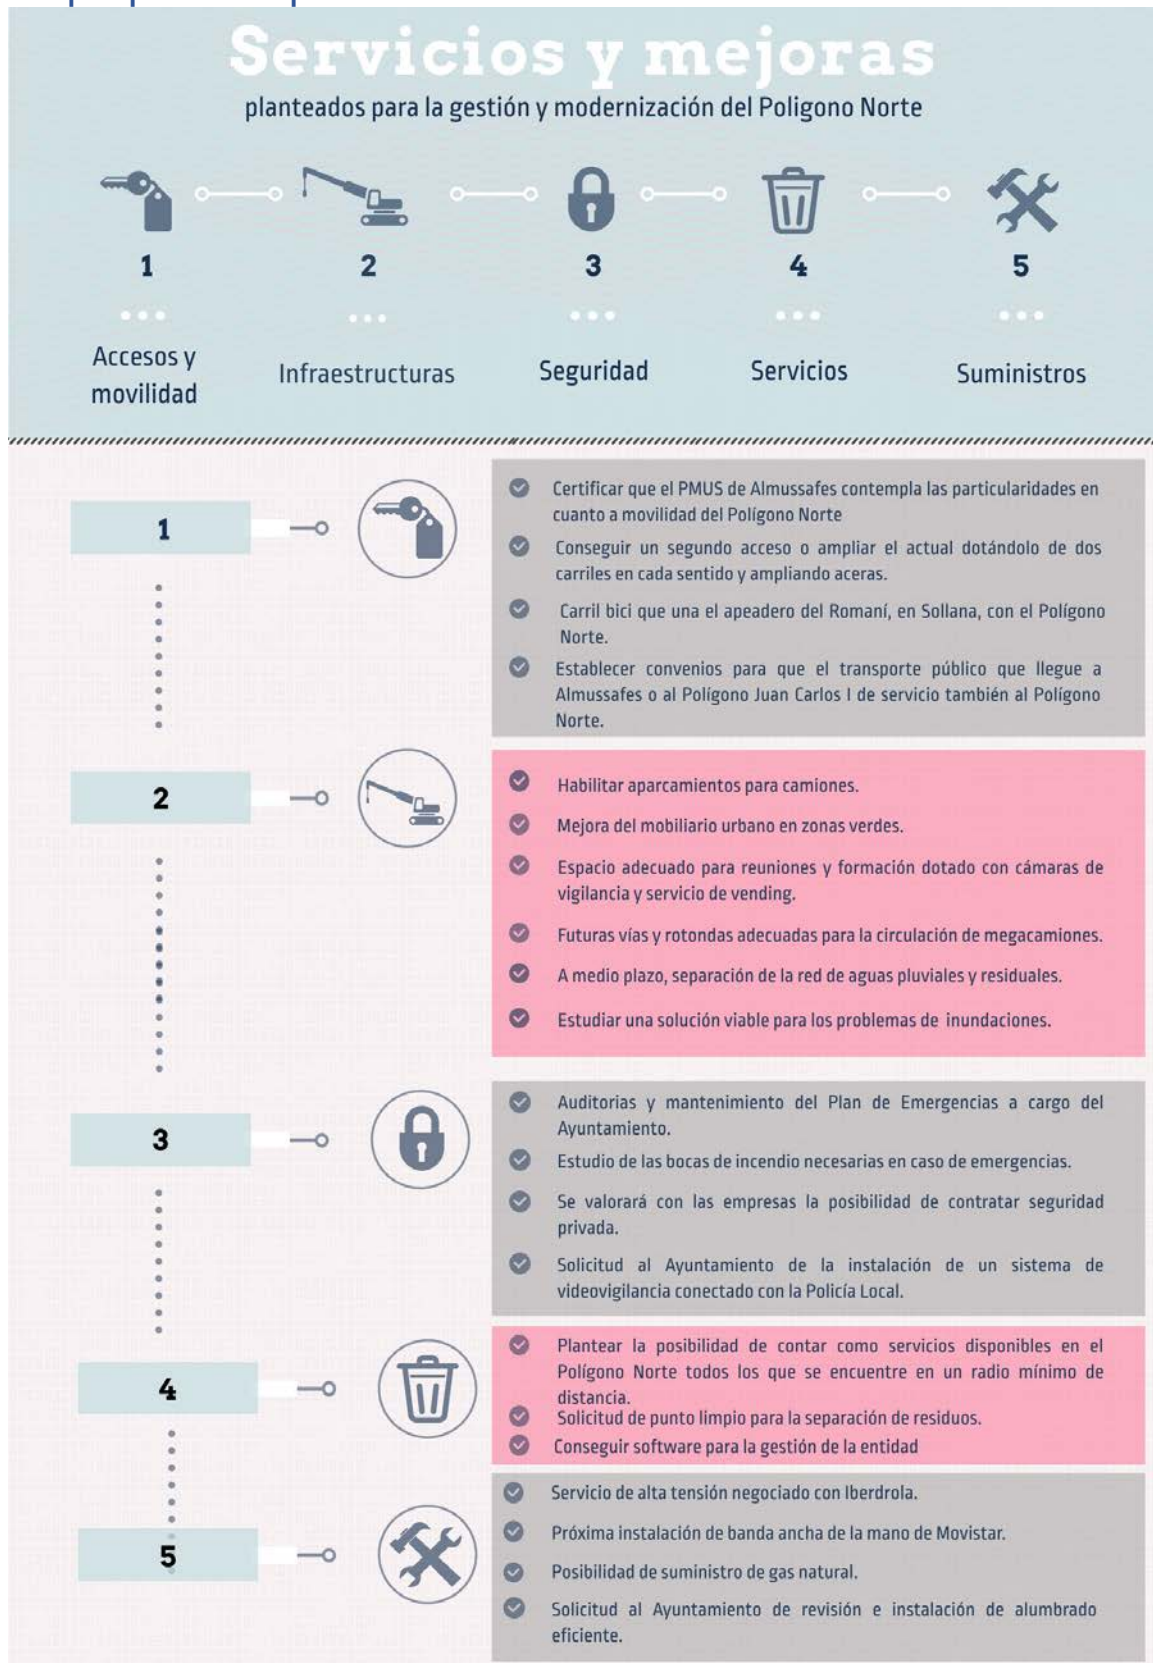 Servicios y mejoras
planteados para la gestión y modernización del Poligono Norte
1
2
3
4
5
Accesos y
movilidad
Infraestructuras
Seguridad
Servicios
Suministros
1
Certificar que el PMUS de Almussafes contempla las particularidades en
cuanto a movilidad del Polígono Norte
Conseguir un segundo acceso o ampliar el actual dotándolo de dos
carriles en cada sentido y ampliando aceras.
Carril bici que una el apeadero del Romaní, en Sollana, con el Polígono
Norte.
Establecer convenios para que el transporte público que llegue a
Almussafes o al Polígono Juan Carlos I de servicio también al Polígono
Norte.
2
Habilitar aparcamientos para camiones.
Mejora del mobiliario urbano en zonas verdes.
Espacio adecuado para reuniones y formación dotado con cámaras de
vigilancia y servicio de vending.
Futuras vías y rotondas adecuadas para la circulación de megacamiones.
A medio plazo, separación de la red de aguas pluviales y residuales.
Estudiar una solución viable para los problemas de inundaciones.
3
Auditorias y mantenimiento del Plan de Emergencias a cargo del
Ayuntamiento.
Estudio de las bocas de incendio necesarias en caso de emergencias.
Se valorará con las empresas la posibilidad de contratar seguridad
privada.
Solicitud al Ayuntamiento de la instalación de un sistema de
videovigilancia conectado con la Policía Local.
4
Plantear la posibilidad de contar como servicios disponibles en el
Polígono Norte todos los que se encuentre en un radio mínimo de
distancia.
Solicitud de punto limpio para la separación de residuos.
Conseguir software para la gestión de la entidad
5
Servicio de alta tensión negociado con Iberdrola.
Próxima instalación de banda ancha de la mano de Movistar.
Posibilidad de suministro de gas natural.
Solicitud al Ayuntamiento de revisión e instalación de alumbrado
eficiente.